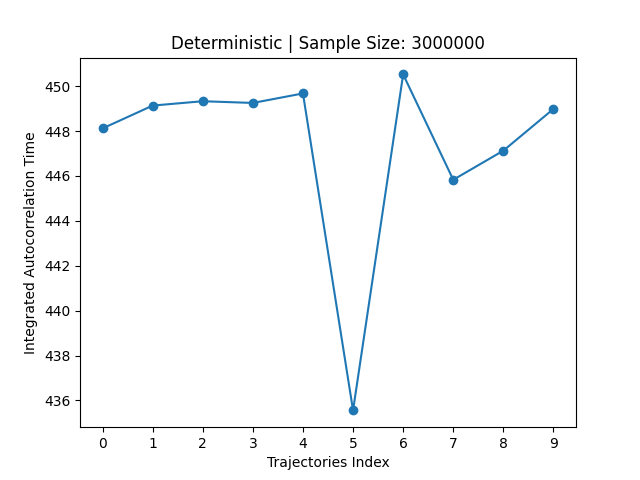 Deterministic | Sample Size: 3000000
Integrated Autocorrelation Time
450
448
446
444
442
440
438
436
0 1 2 3 4 5 6 7 8 9
Trajectories Index